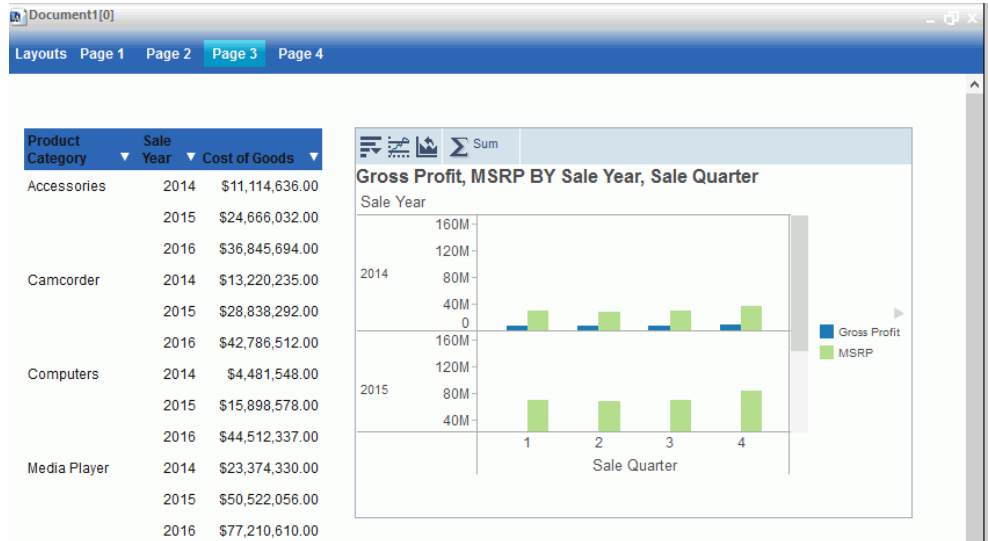 Document1[0]
Layouts Page 1 Page 2 Page 3 Page 4
Product Category Sale Year Cost of Goods
Accessories 2014 $11,114,636.00
2015 $24,666,032.00
2016 $36,845,694.00
Camcorder 2014 $13,220,235.00
2015 $28,838,292.00
2016 $42,786,512.00
Computers 2014 $4,481,548.00
2015 $15,898,578.00
2016 $44,512,337.00
Media Player 2014 $23,374,330.00
2015 $50,522,056.00
2016 $77,210,610.00
Sum
Gross Profit, MSRP BY Sale Year, Sale Quarter
Sale Year
160M
120M
2014 80M
40M
0
160M
120M
2015 80M
40M
1 2 3 4
Sale Quarter
Gross Profit
MSRP